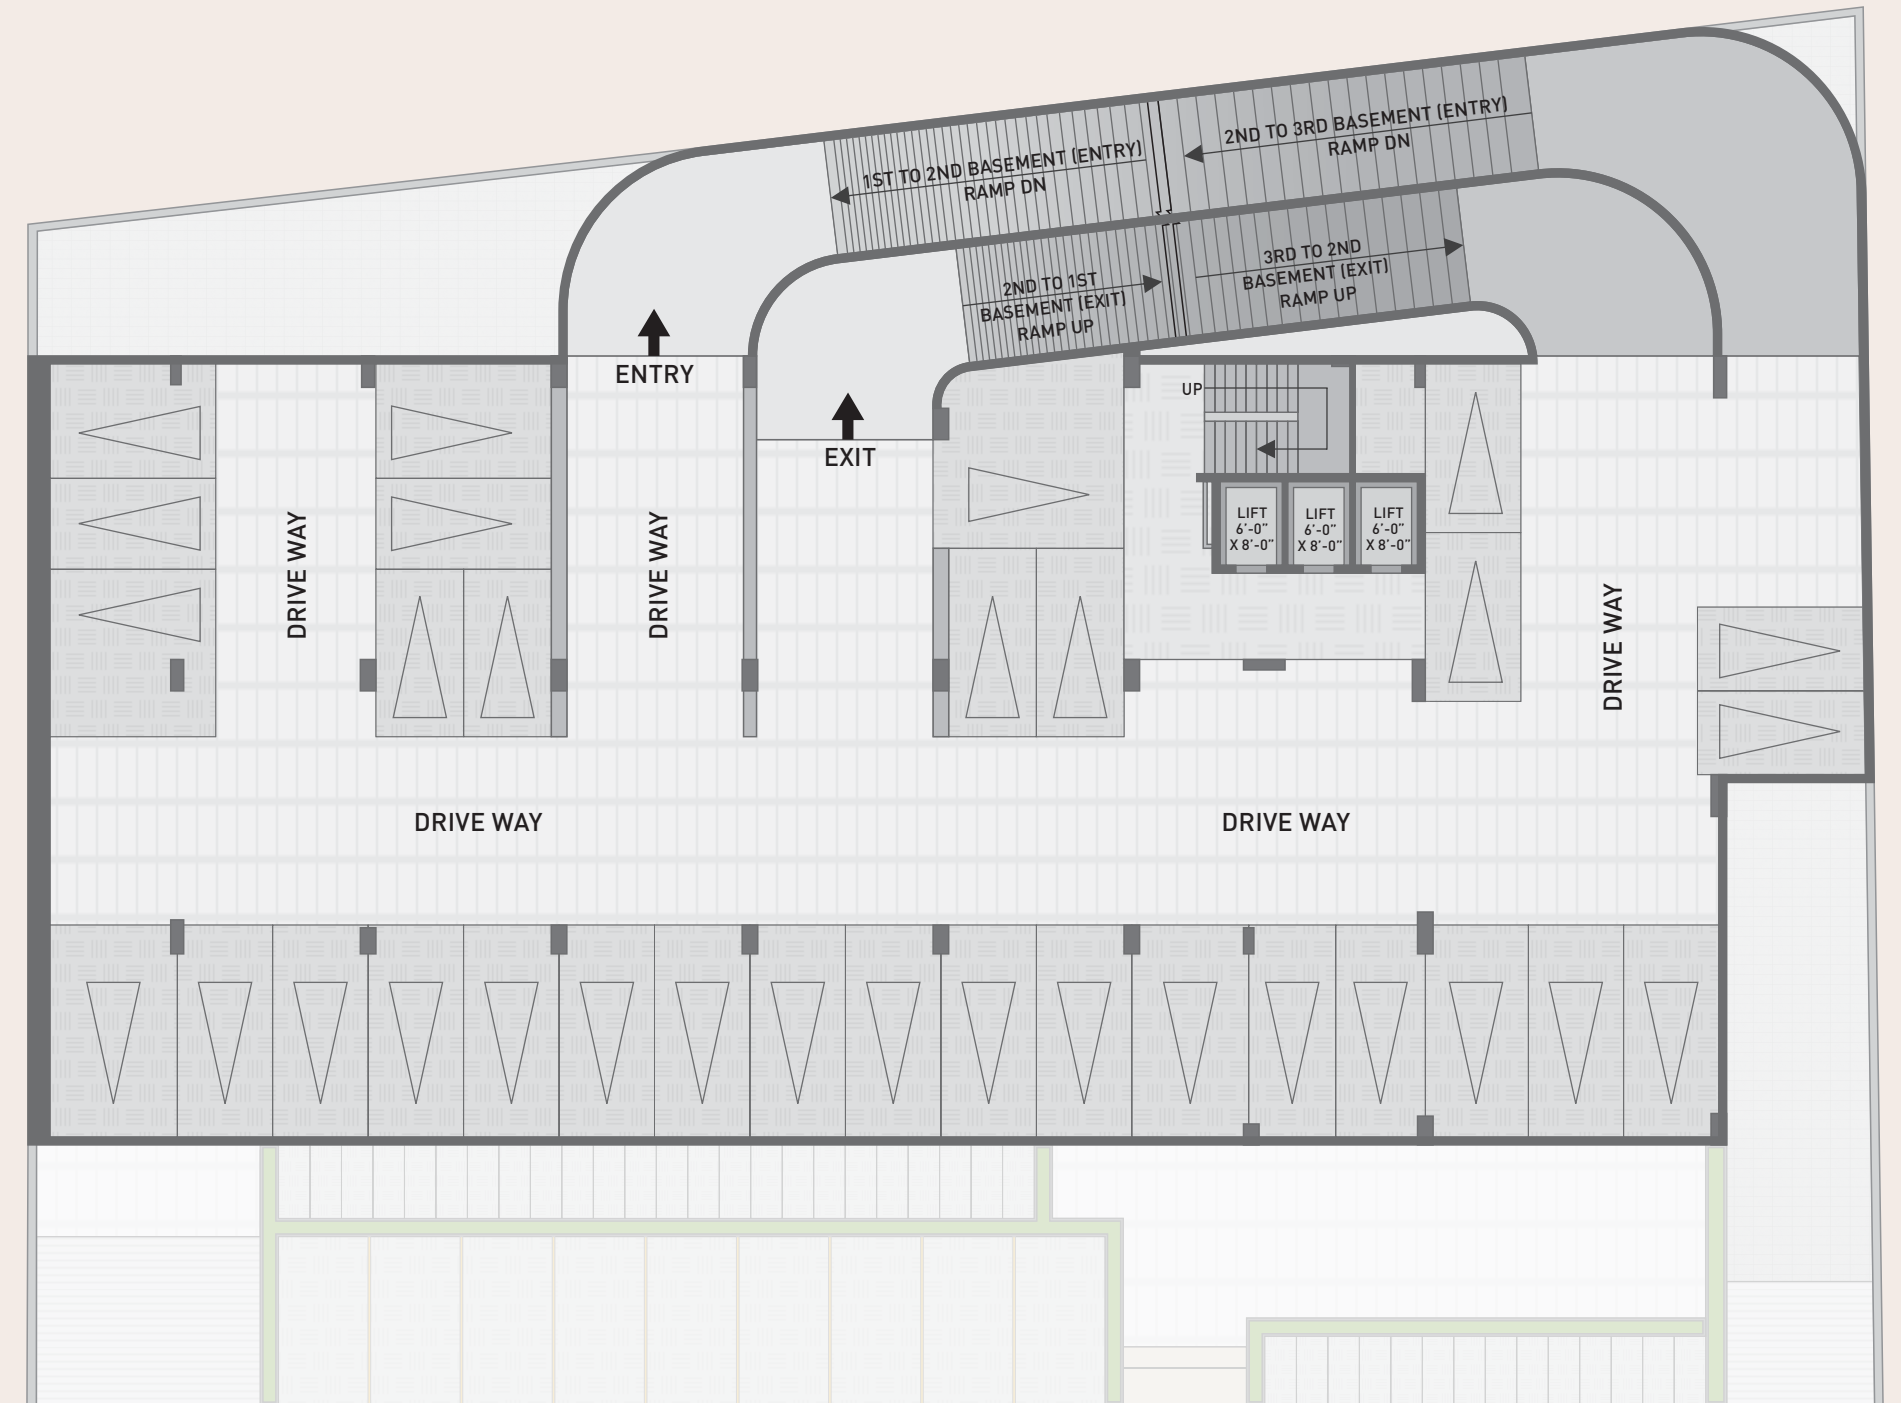 2ND TO 3RD BASEMENT (ENTRY)
RAMP DN
1ST TO 2ND BASEMENT (ENTRY)
RAMP DN
3RD TO 2ND
BASEMENT (EXIT)
RAMP UP
2ND TO 1ST
BASEMENT (EXIT)
RAMP UP
ENTRY
UP
EXIT
LIFT
6'-0"
X 8'-0"
LIFT
6'-0"
X 8'-0"
LIFT
6'-0"
X 8'-0"
DRIVE WAY
DRIVE WAY
DRIVE WAY
DRIVE WAY
DRIVE WAY